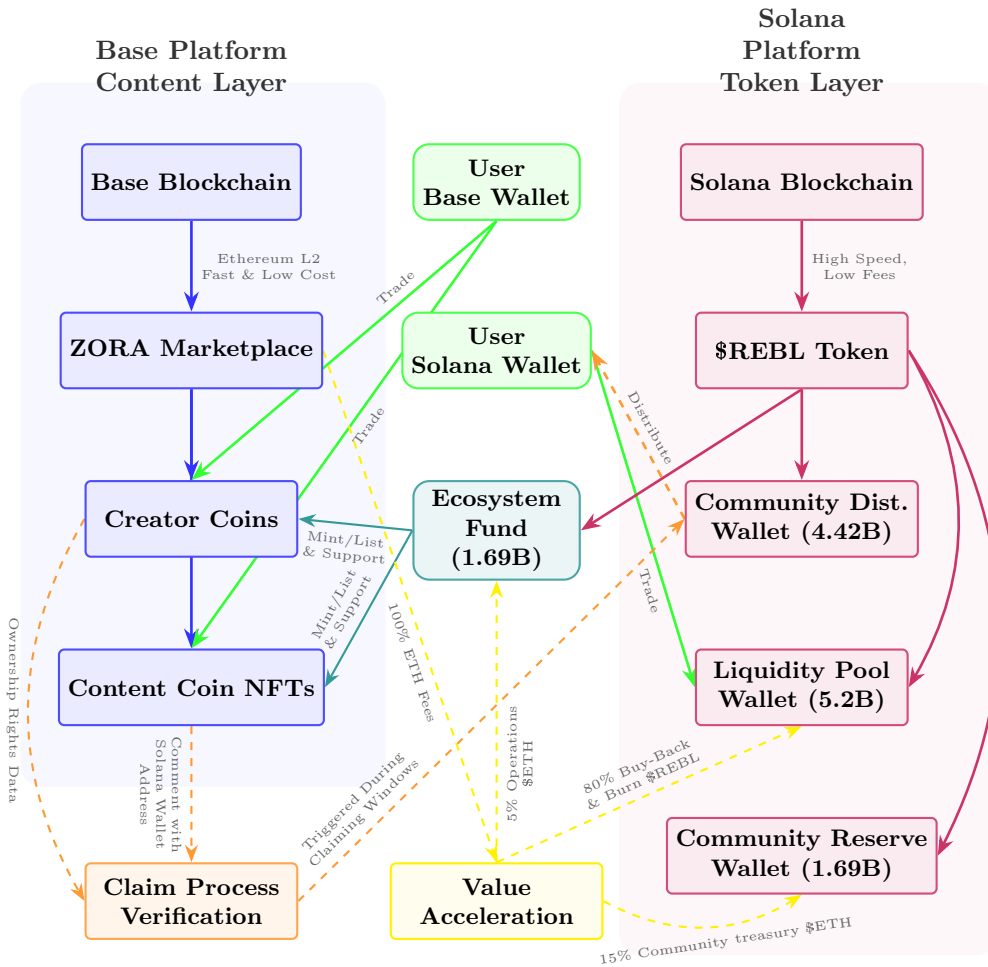 Base Platform
Content Layer
Solana
Platform
Token Layer
Base Blockchain
User
Base Wallet
Solana Blockchain
Ethereum L2
Fast & Low Cost
Trade
High Speed,
Low Fees
ZORA Marketplace
User
Solana Wallet
$REBL Token
Trade
Distribute
Creator Coins
Ecosystem
Fund
(1.69B)
Community Dist.
Wallet (4.42B)
Mint/List
& Support
Mint/List
& Support
Trade
Ownership Rights Data
Content Coin NFTs
100% ETH Fees
Liquidity Pool
Wallet (5.2B)
Comment with
Solana Wallet
Address
Triggered During
Claiming Windows
5% Operations
$ETH
80% Buy-Back
& Burn $REBL
Community Reserve
Wallet (1.69B)
Claim Process
Verification
Value
Acceleration
15% Community treasury $ETH